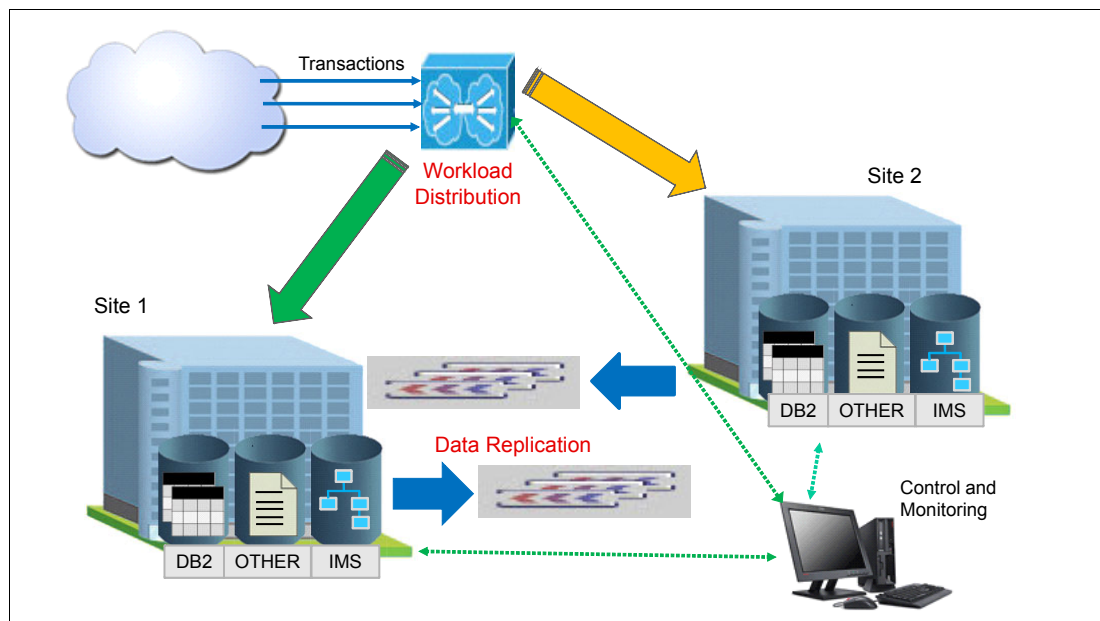 Transactions
Workload
Distribution
Site 2
Site 1
DB2 OTHER IMS
Data Replication
Control and
Monitoring
DB2 OTHER IMS